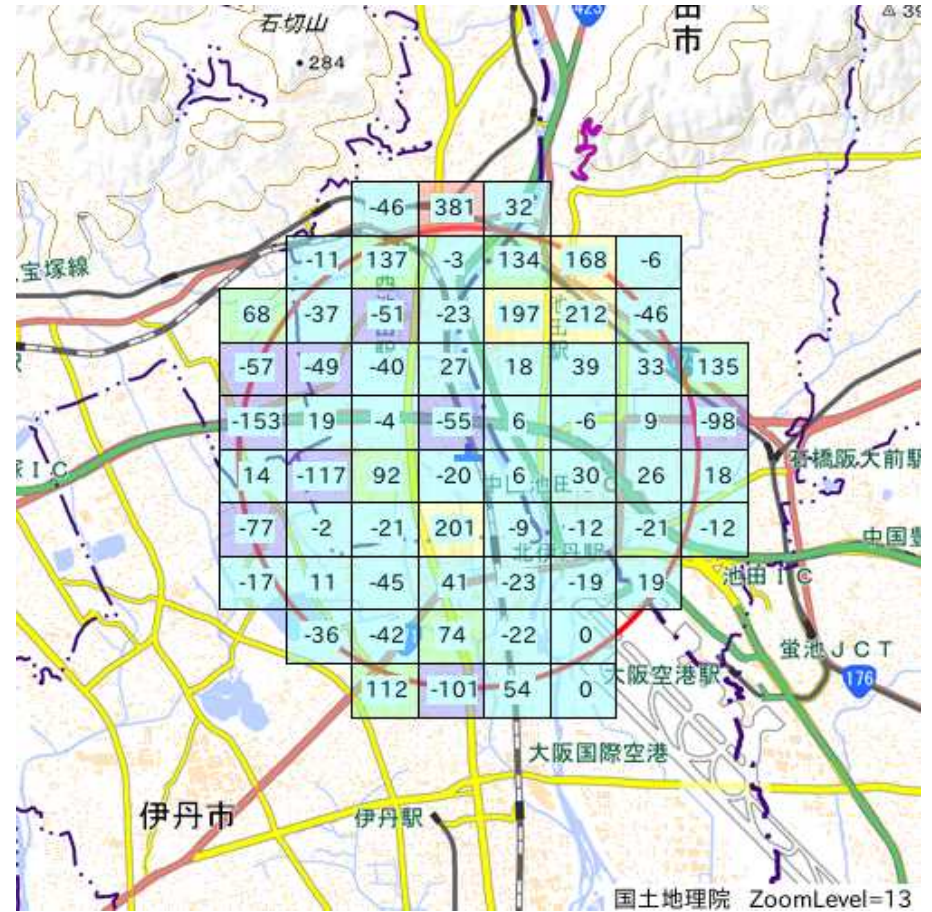 423
石切山
田市
△ 39
・284
-46 381 32
-11 137 -3 134 168 -6
宝塚線
68 -37 -51 -23 197 212 -46
-57 -49 -40 27 18 39 33 135
-153 19 -4 -55 6 -6 9 -98
石橋阪大前駅
IC
14 -117 92 -20 6 30 26 18
-77 -2 -21 201 -9 -12 -21 -12
中国豊
北伊丹駅
池田IC
-17 11 -45 41 -23 -19 19
-36 -42 74 -22 0
蛍池JCT
大阪空港駅
176
112 -101 54 0
大阪国際空港
伊丹市
伊丹駅
国土地理院 ZoomLevel=13